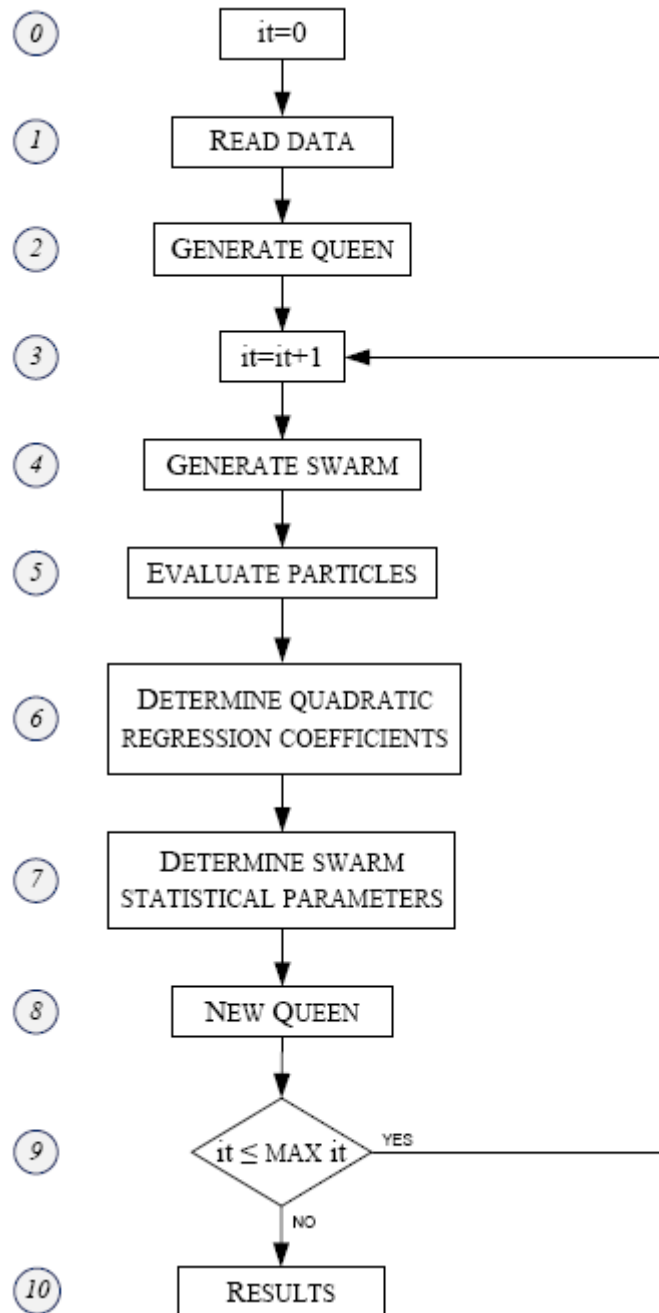 0
it=0
1
READ DATA
2
GENERATE QUEEN
3
it=it+1
4
GENERATE SWARM
5
EVALUATE PARTICLES
6
DETERMINE QUADRATIC
REGRESSION COEFFICIENTS
7
DETERMINE SWARM
STATISTICAL PARAMETERS
8
NEW QUEEN
9
it ≤ MAX it
YES
NO
10
RESULTS